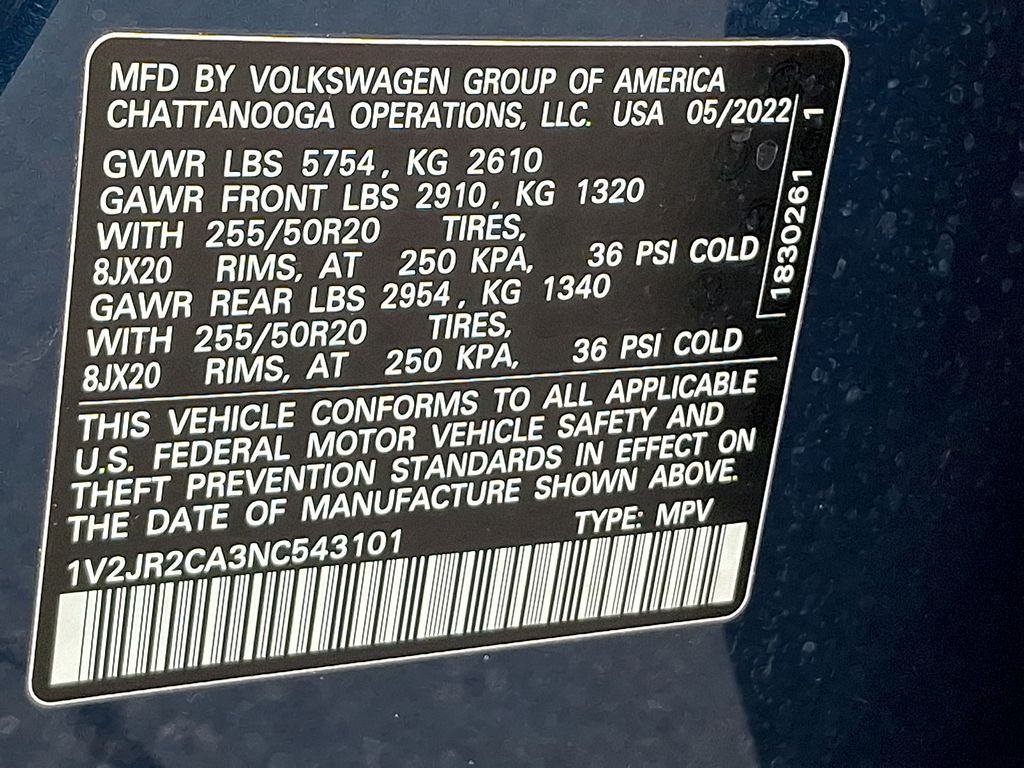 MFD BY VOLKSWAGEN GROUP OF AMERICA
CHATTANOOGA OPERATIONS, LLC. USA 05/2022
GVWR LBS 5754, KG 2610
GAWR FRONT LBS 2910, KG 1320
WITH 255/50R20 TIRES,
8JX20 RIMS, AT 250 KPA, 36 PSI COLD
GAWR REAR LBS 2954, KG 1340
WITH 255/50R20 TIRES,
8JX20 RIMS, AT 250 KPA, 36 PSI COLD
1830261 1
THIS VEHICLE CONFORMS TO ALL APPLICABLE
U.S. FEDERAL MOTOR VEHICLE SAFETY AND
THEFT PREVENTION STANDARDS IN EFFECT ON
THE DATE OF MANUFACTURE SHOWN ABOVE.
1V2JR2CA3NC543101 TYPE: MPV